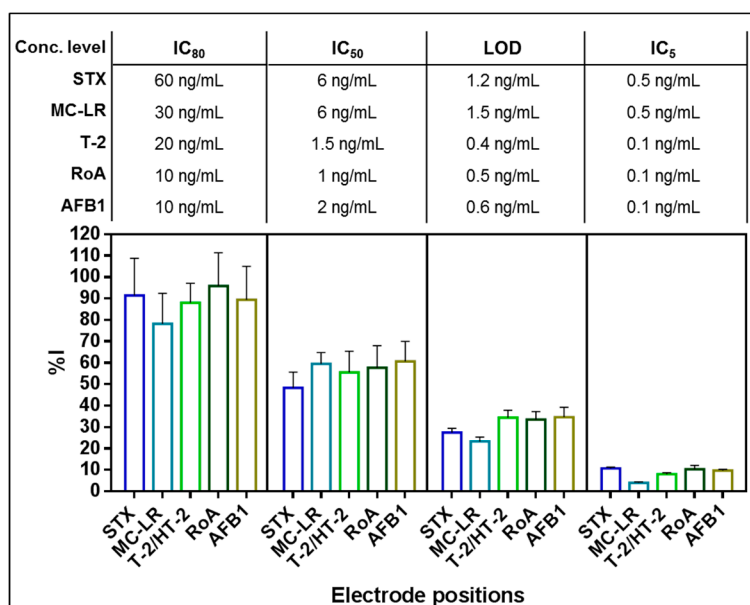 Conc. level IC₈₀ IC₅₀ LOD IC₅
STX 60 ng/mL 6 ng/mL 1.2 ng/mL 0.5 ng/mL
MC-LR 30 ng/mL 6 ng/mL 1.5 ng/mL 0.5 ng/mL
T-2 20 ng/mL 1.5 ng/mL 0.4 ng/mL 0.1 ng/mL
RoA 10 ng/mL 1 ng/mL 0.5 ng/mL 0.1 ng/mL
AFB1 10 ng/mL 2 ng/mL 0.6 ng/mL 0.1 ng/mL
120
110
100
90
80
70
60
50
40
30
20
10
0
%I
STX MC-LR T-2/HT-2 RoA AFB1 STX MC-LR T-2/HT-2 RoA AFB1 STX MC-LR T-2/HT-2 RoA AFB1 STX MC-LR T-2/HT-2 RoA AFB1
Electrode positions